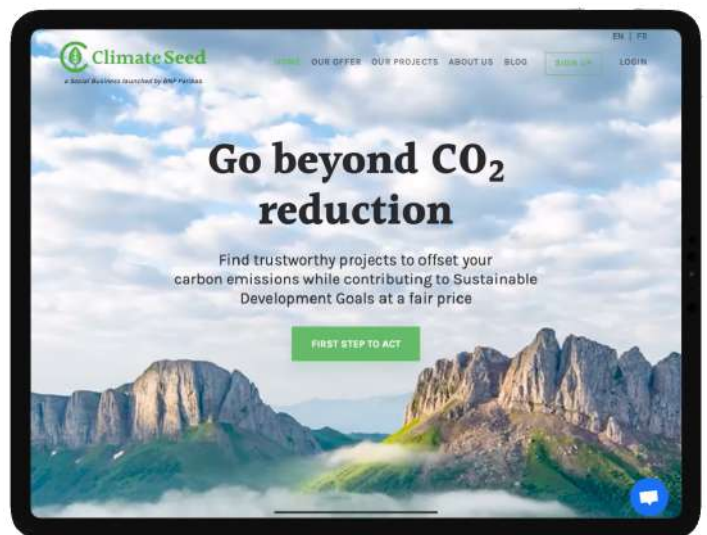 EN | FR
ClimateSeed
a Social Business launched by BNP Paribas
HOME OUR OFFER OUR PROJECTS ABOUT US BLOG SIGN UP LOGIN
Go beyond CO₂
reduction
Find trustworthy projects to offset your
carbon emissions while contributing to Sustainable
Development Goals at a fair price
FIRST STEP TO ACT